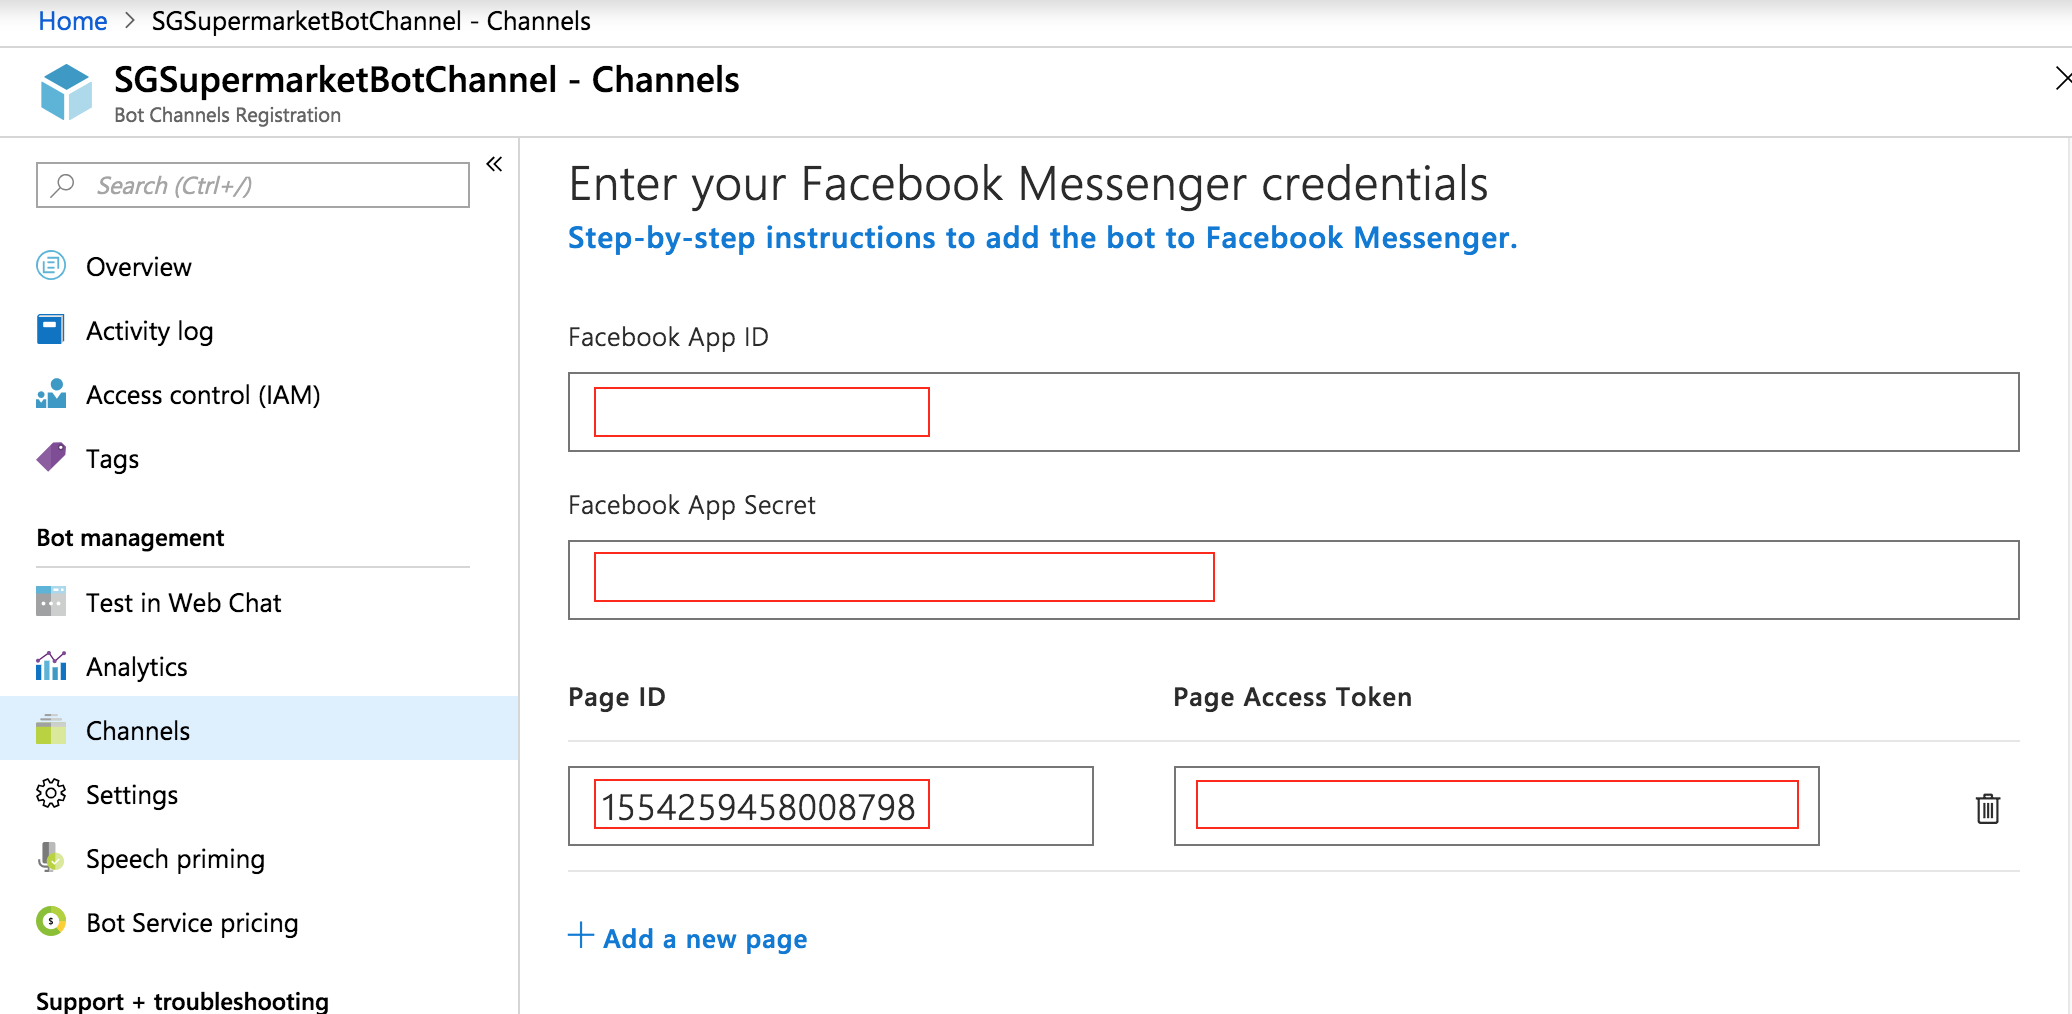 Home > SGSupermarketBotChannel - Channels
SGSupermarketBotChannel - Channels
Bot Channels Registration
Search (Ctrl+/)
Overview
Activity log
Access control (IAM)
Tags
Bot management
Test in Web Chat
Analytics
Channels
Settings
Speech priming
Bot Service pricing
Support + troubleshooting
Enter your Facebook Messenger credentials
Step-by-step instructions to add the bot to Facebook Messenger.
Facebook App ID
Facebook App Secret
Page ID Page Access Token
1554259458008798
+ Add a new page